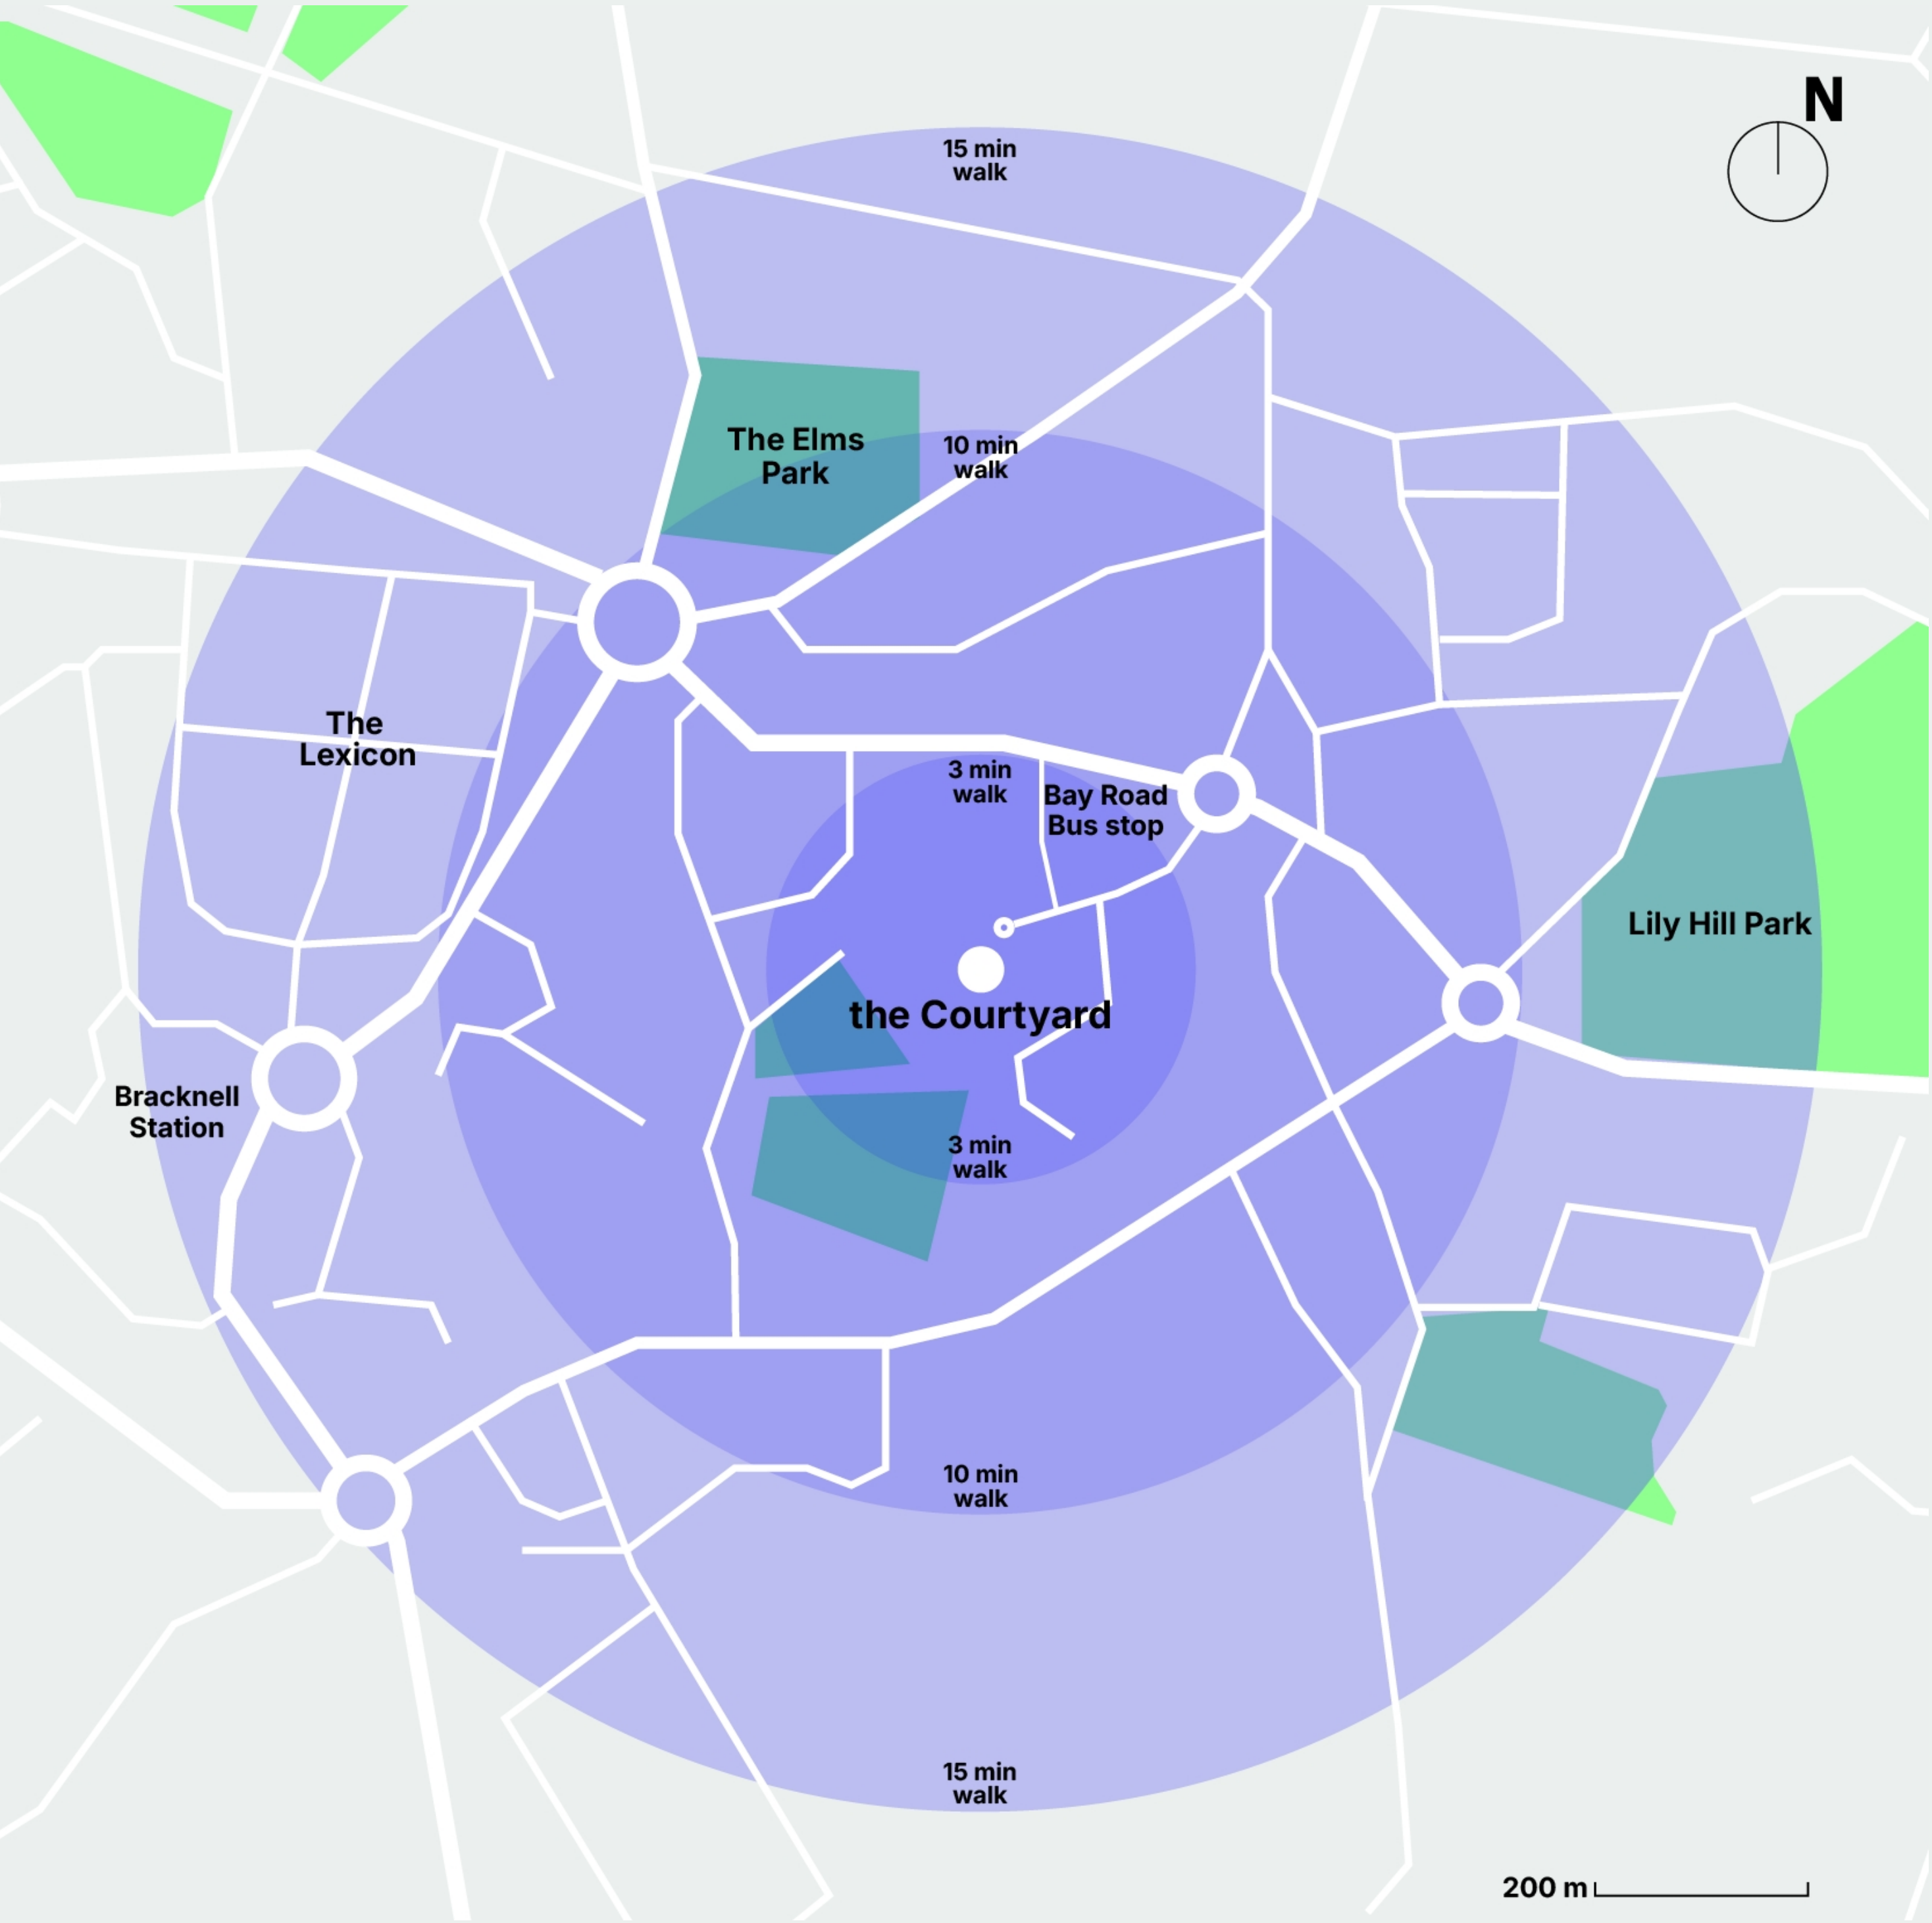 N
15 min
walk
The Elms
Park
10 min
walk
The
Lexicon
3 min
walk
Bay Road
Bus stop
Lily Hill Park
the Courtyard
Bracknell
Station
3 min
walk
10 min
walk
15 min
walk
200 m